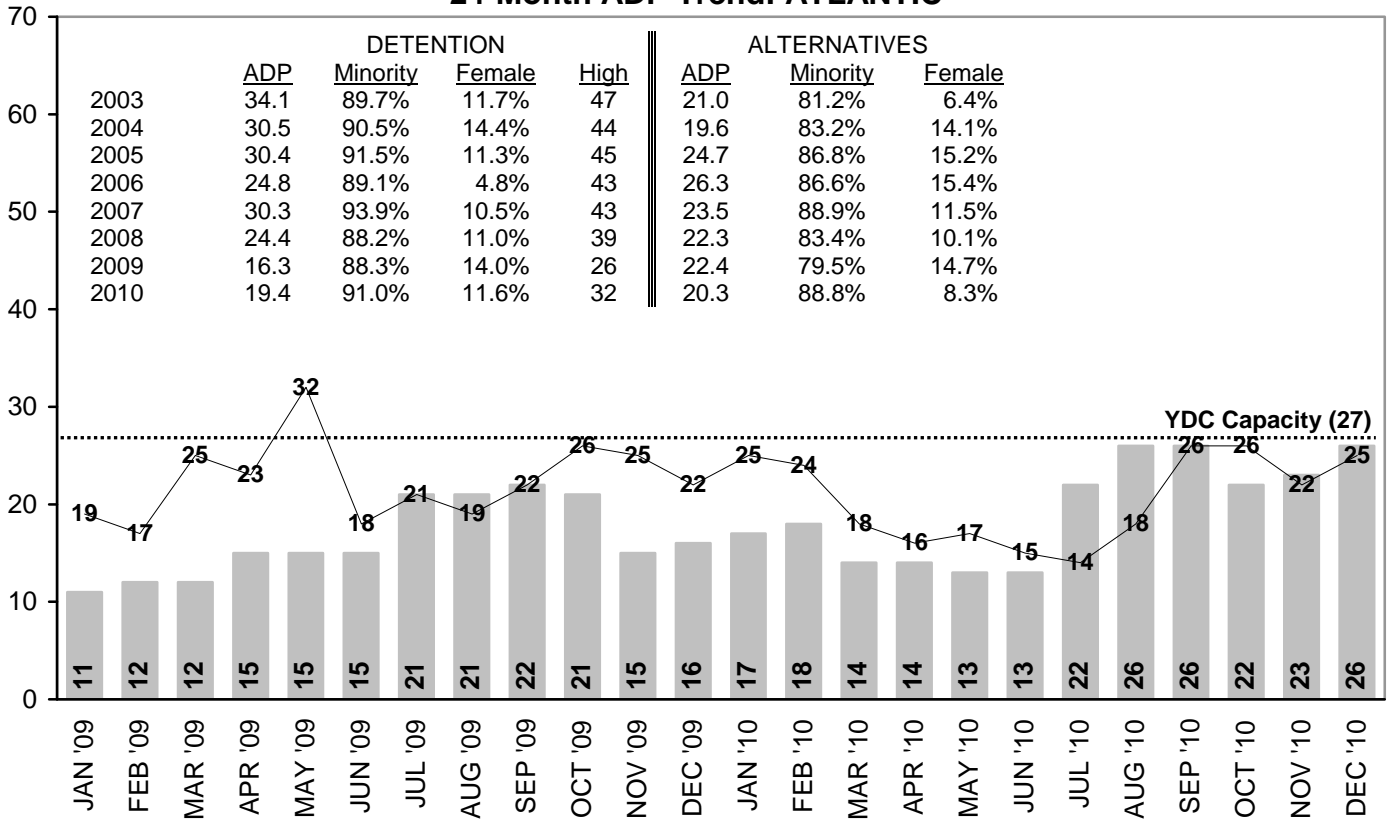 24 Month ADP Trend: ATLANTIC
70
60
50
40
30
20
10
0
DETENTION ALTERNATIVES
ADP Minority Female High ADP Minority Female
2003 34.1 89.7% 11.7% 47 21.0 81.2% 6.4%
2004 30.5 90.5% 14.4% 44 19.6 83.2% 14.1%
2005 30.4 91.5% 11.3% 45 24.7 86.8% 15.2%
2006 24.8 89.1% 4.8% 43 26.3 86.6% 15.4%
2007 30.3 93.9% 10.5% 43 23.5 88.9% 11.5%
2008 24.4 88.2% 11.0% 39 22.3 83.4% 10.1%
2009 16.3 88.3% 14.0% 26 22.4 79.5% 14.7%
2010 19.4 91.0% 11.6% 32 20.3 88.8% 8.3%
YDC Capacity (27)
19 17 25 23 32 18 21 19 22 26 25 22 25 24 18 16 17 15 14 18 26 26 22 25
11 12 12 15 15 15 21 21 22 21 15 16 17 18 14 14 13 13 22 26 26 22 23 26
JAN '09
FEB '09
MAR '09
APR '09
MAY '09
JUN '09
JUL '09
AUG '09
SEP '09
OCT '09
NOV '09
DEC '09
JAN '10
FEB '10
MAR '10
APR '10
MAY '10
JUN '10
JUL '10
AUG '10
SEP '10
OCT '10
NOV '10
DEC '10